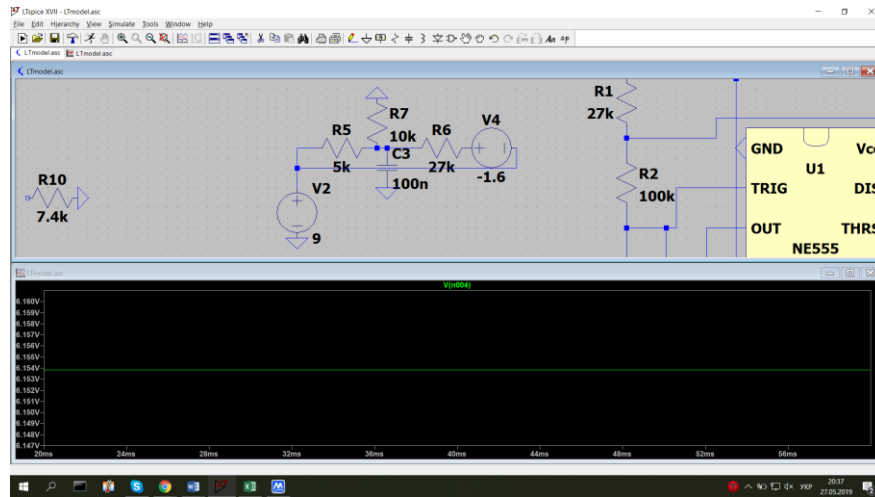 LTspice XVII - LTmodel.asc
File Edit Hierarchy View Simulate Tools Window Help
LTmodel.asc LTmodel.asc
LTmodel.asc
R10
7.4k
R5
5k
V2
9
R7
10k
C3
100n
R6
27k
V4
-1.6
R1
27k
R2
100k
GND
Vcc
U1
TRIG
DIS
OUT
THRS
NE555
LTmodel.asc
V(n004)
6.160V
6.159V
6.158V
6.157V
6.156V
6.155V
6.154V
6.153V
6.152V
6.151V
6.150V
6.149V
6.148V
6.147V
20ms 24ms 28ms 32ms 36ms 40ms 44ms 48ms 52ms 56ms
УКР
20:37
27.05.2019